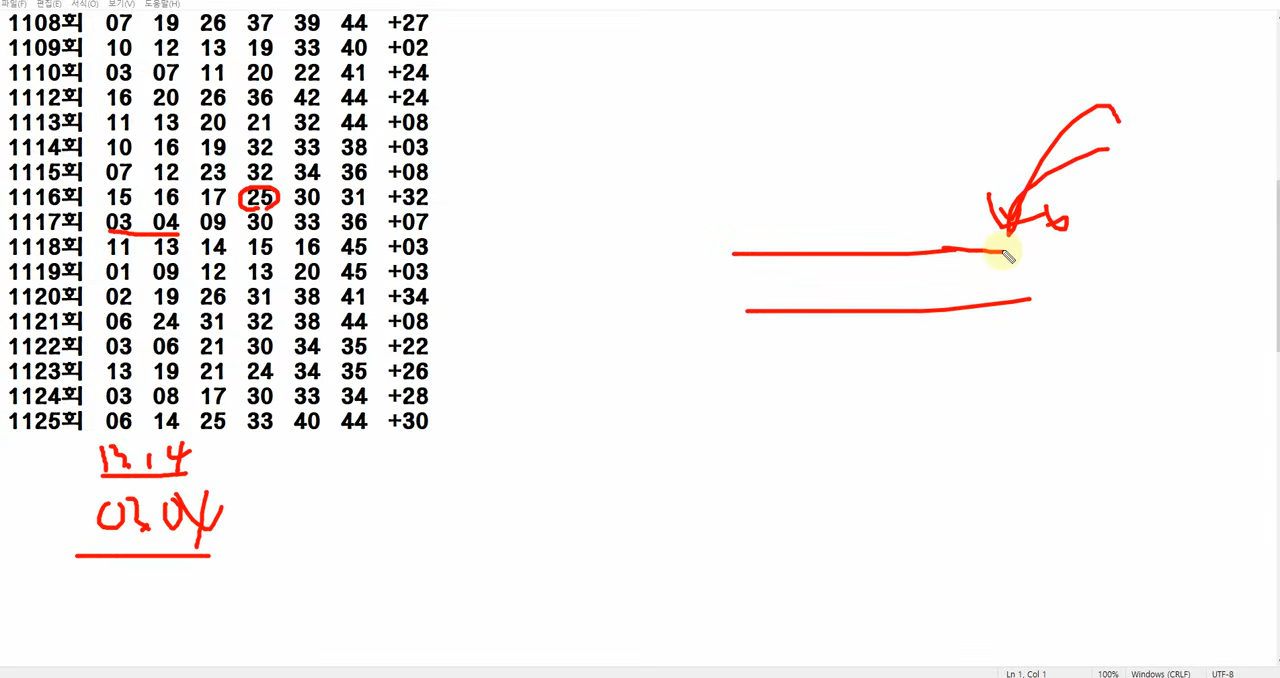 파일(F) 편집(E) 서식(O) 보기(V) 도움말(H)
1108회 07 19 26 37 39 44 +27
1109회 10 12 13 19 33 40 +02
1110회 03 07 11 20 22 41 +24
1112회 16 20 26 36 42 44 +24
1113회 11 13 20 21 32 44 +08
1114회 10 16 19 32 33 38 +03
1115회 07 12 23 32 34 36 +08
1116회 15 16 17 25 30 31 +32
1117회 03 04 09 30 33 36 +07
1118회 11 13 14 15 16 45 +03
1119회 01 09 12 13 20 45 +03
1120회 02 19 26 31 38 41 +34
1121회 06 24 31 32 38 44 +08
1122회 03 06 21 30 34 35 +22
1123회 13 19 21 24 34 35 +26
1124회 03 08 17 30 33 34 +28
1125회 06 14 25 33 40 44 +30
13.14
03.04
Ln 1, Col 1 100% Windows (CRLF) UTF-8